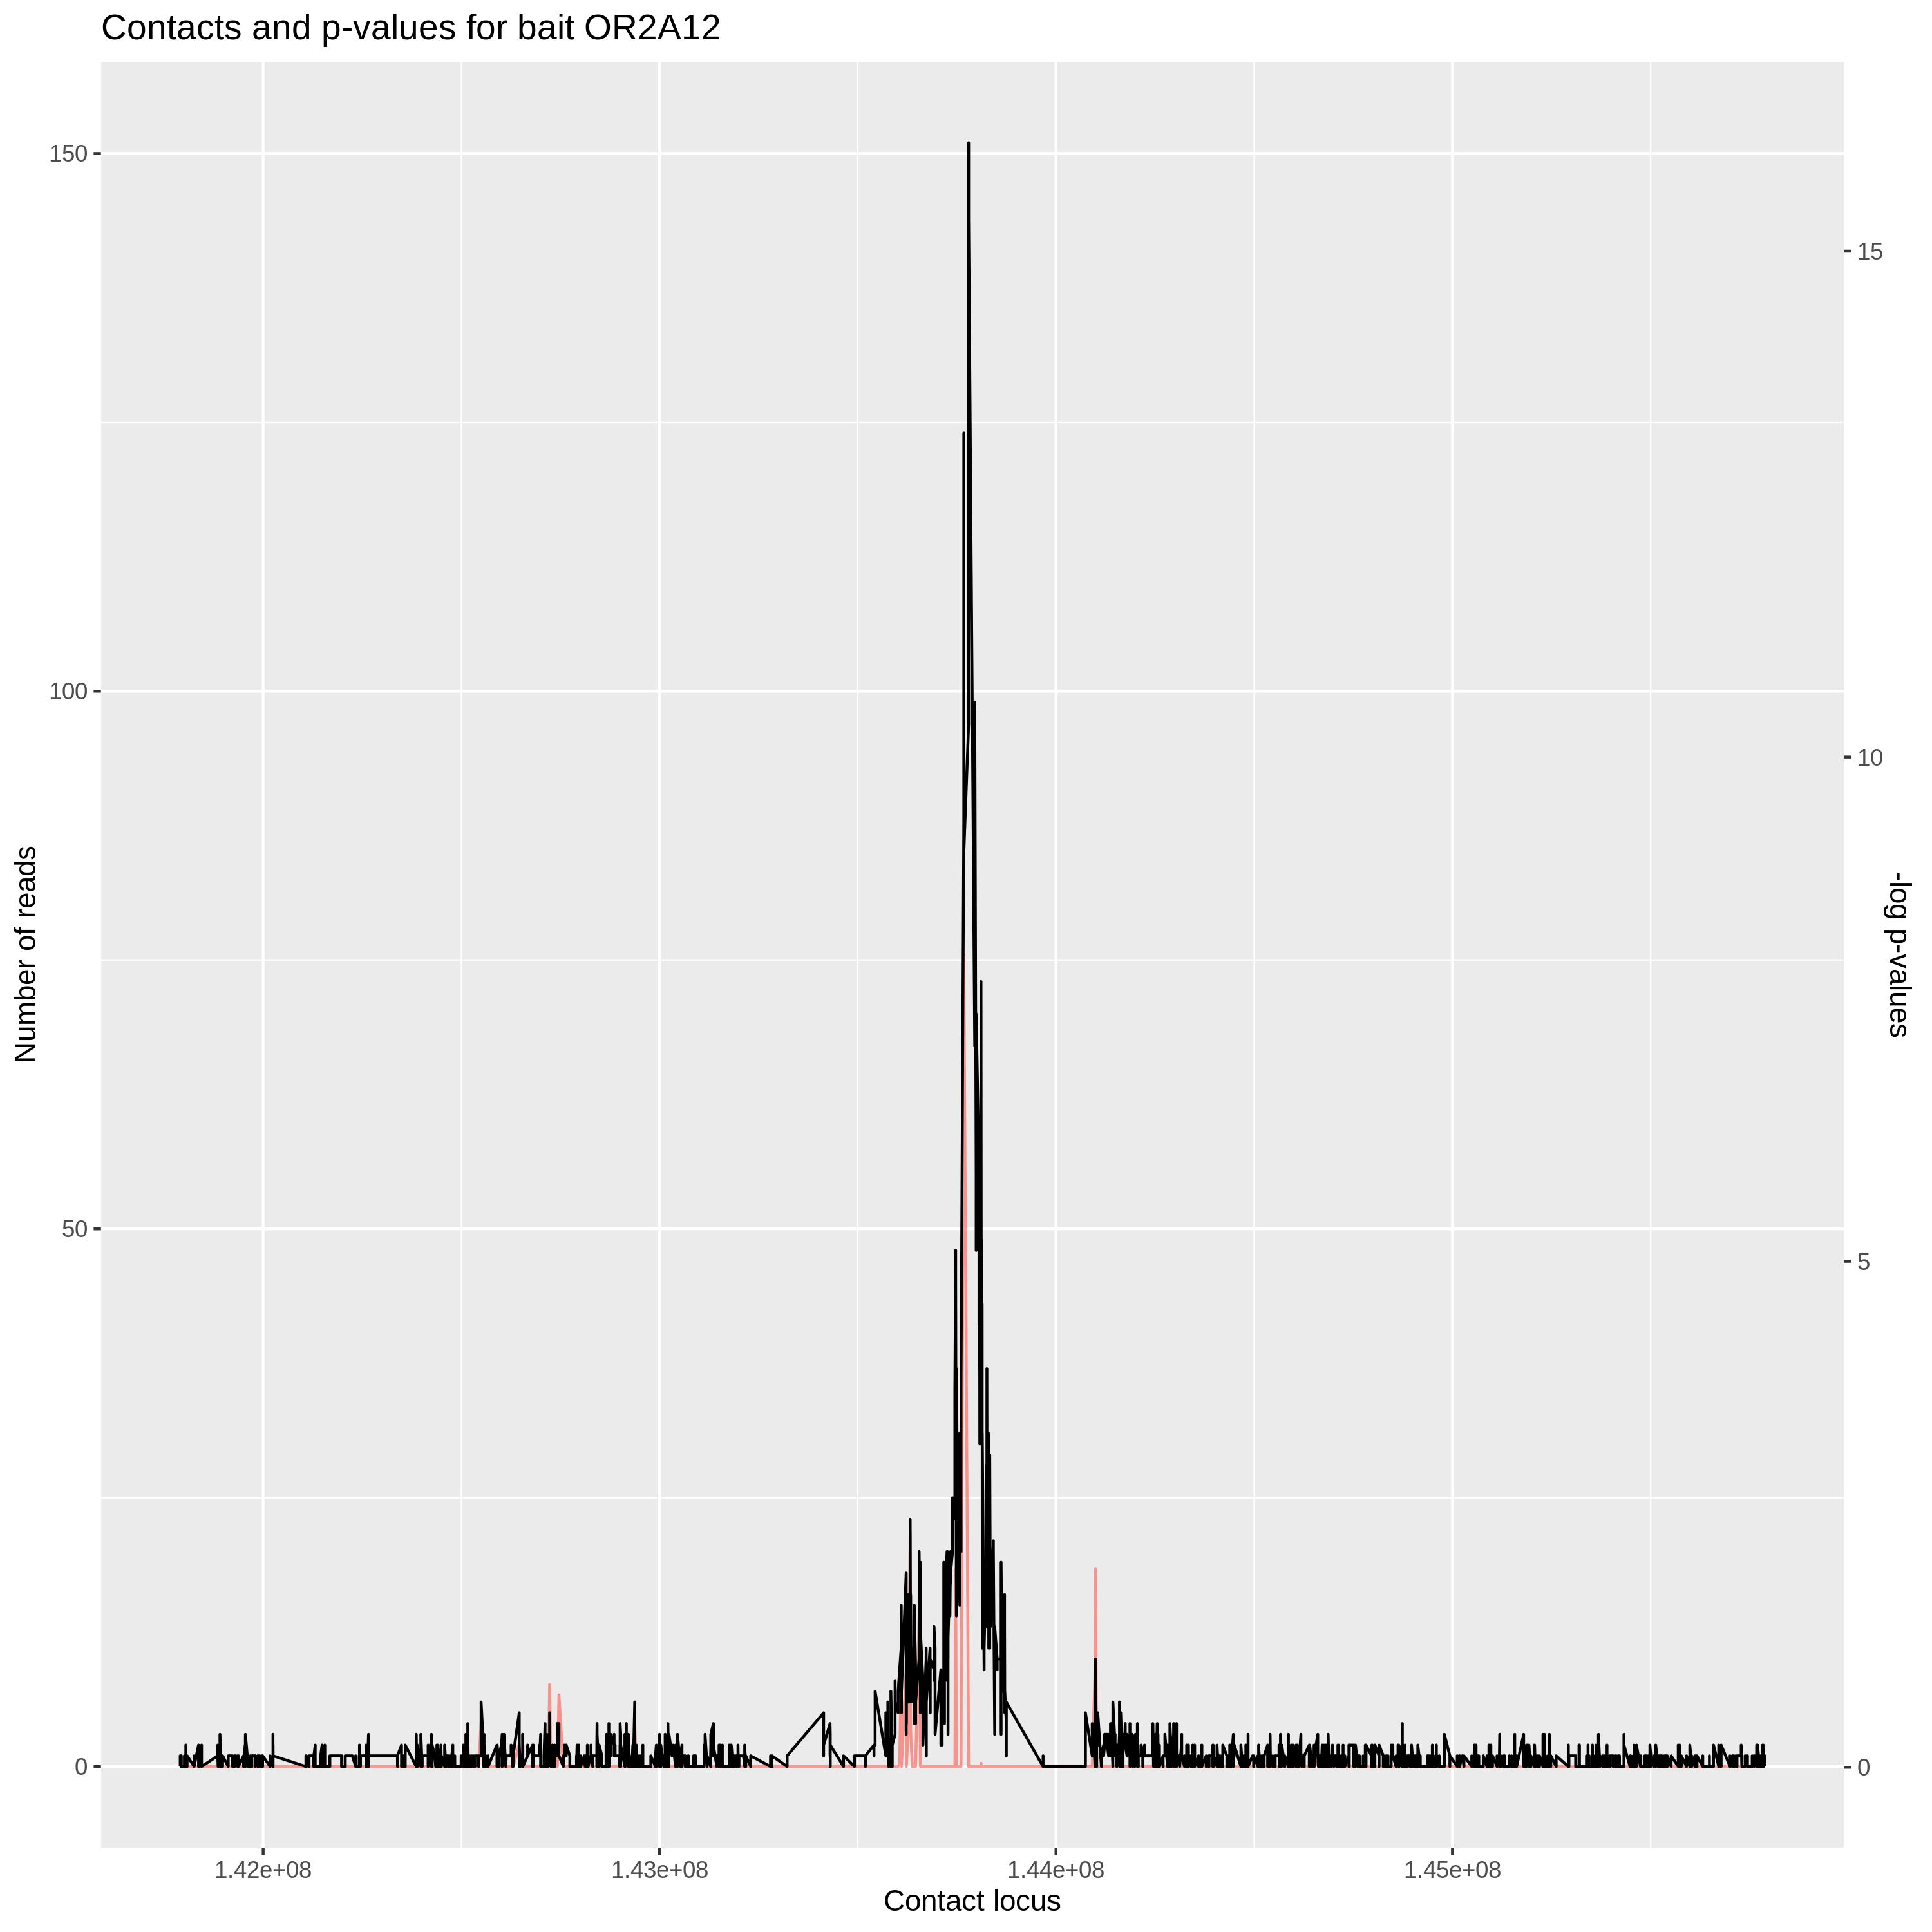 Contacts and p-values for bait OR2A12
150
100
50
0
Number of reads
15
10
5
0
-log p-values
1.42e+08
1.43e+08
1.44e+08
1.45e+08
Contact locus